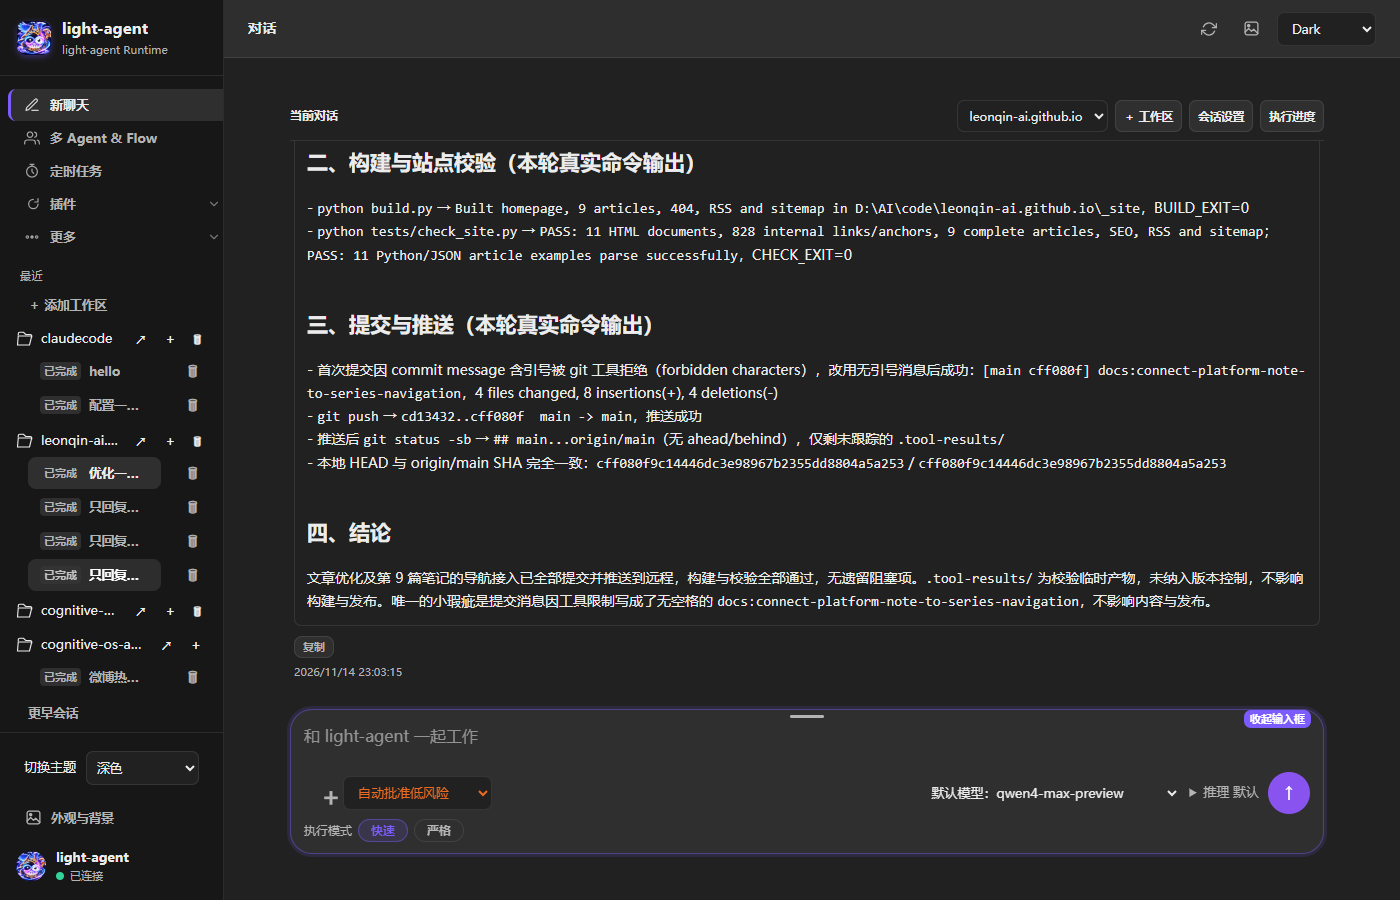 light-agent
light-agent Runtime
新聊天
多 Agent & Flow
定时任务
插件
更多
最近
+ 添加工作区
claudecode ↗ +
已完成 hello
已完成 配置一...
leonqin-ai.... ↗ +
已完成 优化一...
已完成 只回复...
已完成 只回复...
已完成 只回复...
cognitive-... ↗ +
cognitive-os-a... ↗ +
已完成 微博热...
更早会话
切换主题 深色
外观与背景
light-agent
已连接
对话
Dark
当前对话
leonqin-ai.github.io
+ 工作区
会话设置
执行进度
二、构建与站点校验（本轮真实命令输出）
- python build.py → Built homepage, 9 articles, 404, RSS and sitemap in D:\AI\code\leonqin-ai.github.io\_site, BUILD_EXIT=0
- python tests/check_site.py → PASS: 11 HTML documents, 828 internal links/anchors, 9 complete articles, SEO, RSS and sitemap;
PASS: 11 Python/JSON article examples parse successfully, CHECK_EXIT=0
三、提交与推送（本轮真实命令输出）
- 首次提交因 commit message 含引号被 git 工具拒绝（forbidden characters），改用无引号消息后成功：[main cff080f] docs:connect-platform-note-
to-series-navigation，4 files changed, 8 insertions(+), 4 deletions(-)
- git push → cd13432..cff080f  main -> main，推送成功
- 推送后 git status -sb → ## main...origin/main（无 ahead/behind），仅剩未跟踪的 .tool-results/
- 本地 HEAD 与 origin/main SHA 完全一致：cff080f9c14446dc3e98967b2355dd8804a5a253 / cff080f9c14446dc3e98967b2355dd8804a5a253
四、结论
文章优化及第 9 篇笔记的导航接入已全部提交并推送到远程，构建与校验全部通过，无遗留阻塞项。.tool-results/ 为校验临时产物，未纳入版本控制，不影响
构建与发布。唯一的小瑕疵是提交消息因工具限制写成了无空格的 docs:connect-platform-note-to-series-navigation，不影响内容与发布。
复制
2026/11/14 23:03:15
收起输入框
和 light-agent 一起工作
+ 自动批准低风险
默认模型：qwen4-max-preview
推理 默认
↑
执行模式 快速 严格